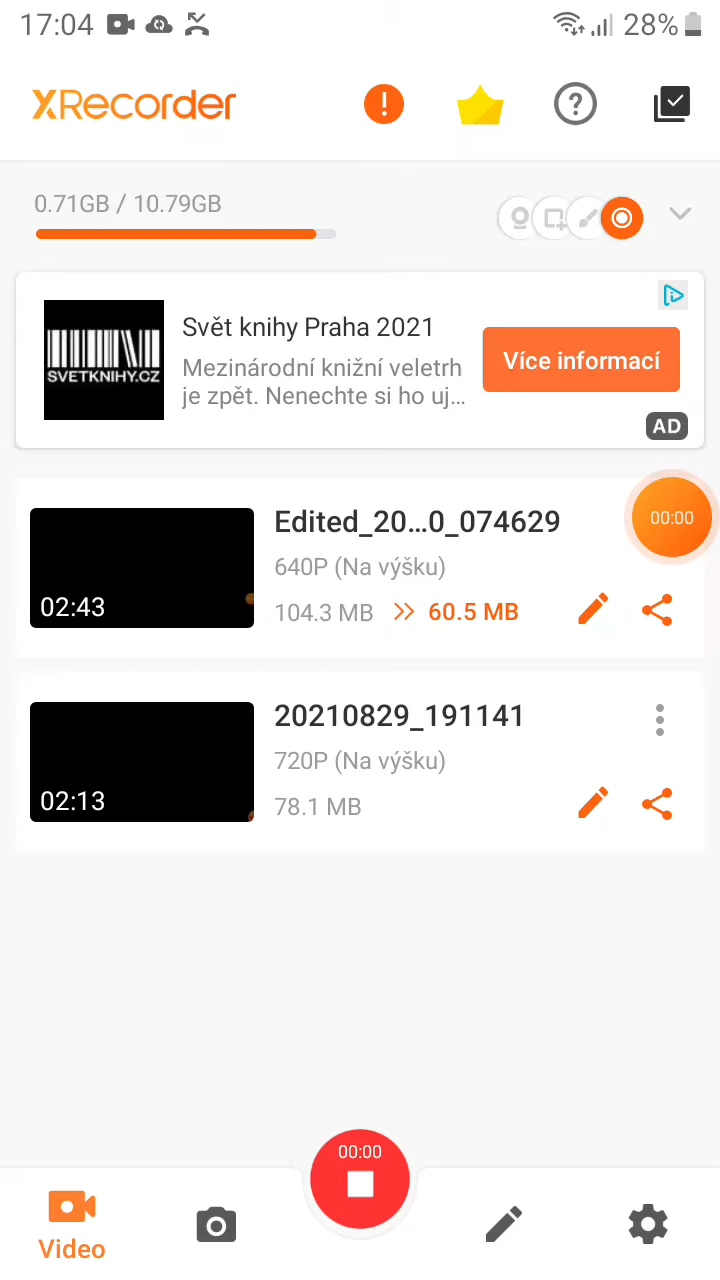 17:04
28%
XRecorder
0.71GB / 10.79GB
SVETKNIHY.CZ
Svět knihy Praha 2021
Mezinárodní knižní veletrh
je zpět. Nenechte si ho uj…
Více informací
AD
Edited_20…0_074629
00:00
640P (Na výšku)
02:43
104.3 MB >> 60.5 MB
20210829_191141
720P (Na výšku)
02:13
78.1 MB
00:00
Video